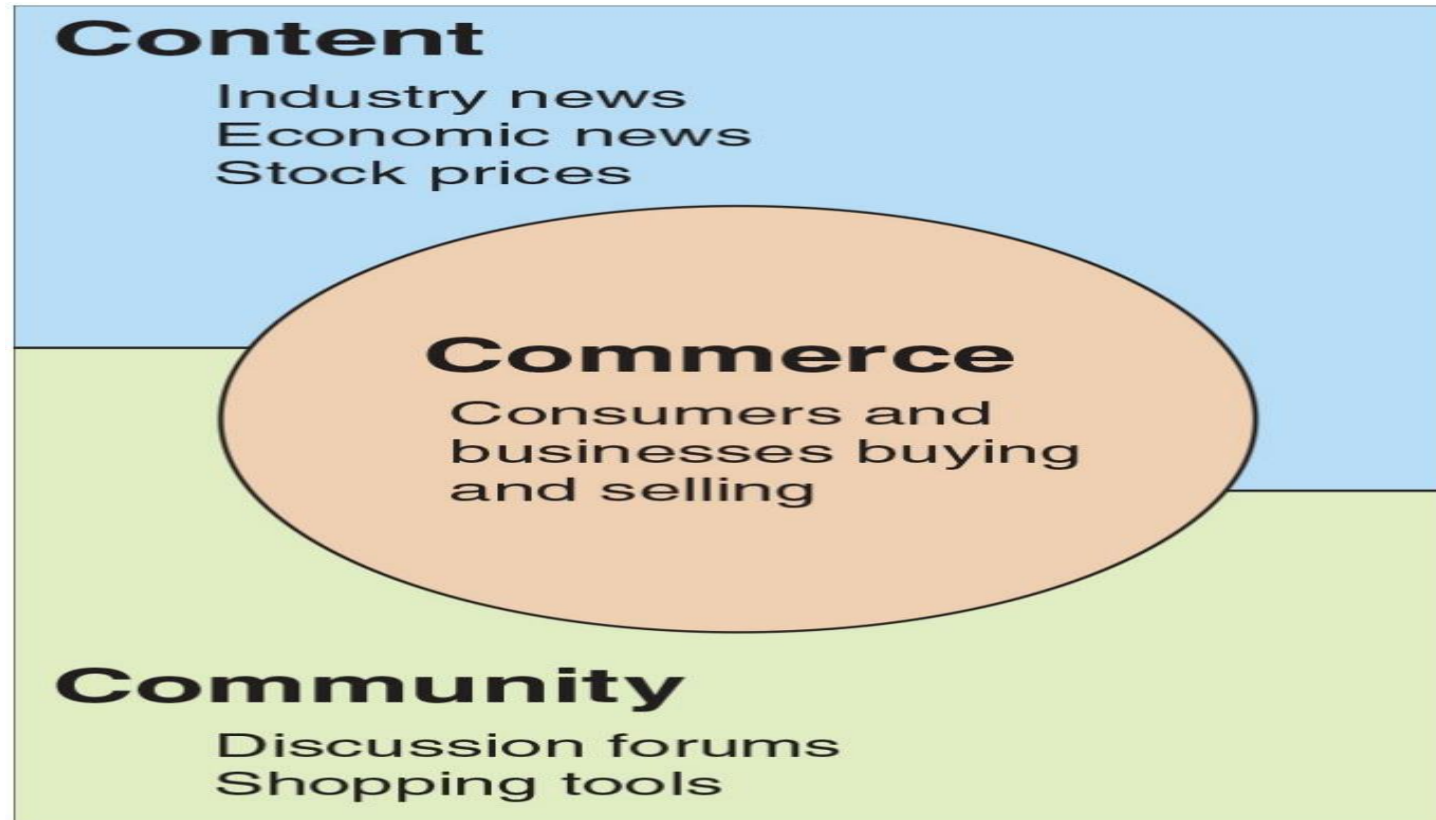 Content
Industry news
Economic news
Stock prices
Commerce
Consumers and
businesses buying
and selling
Community
Discussion forums
Shopping tools